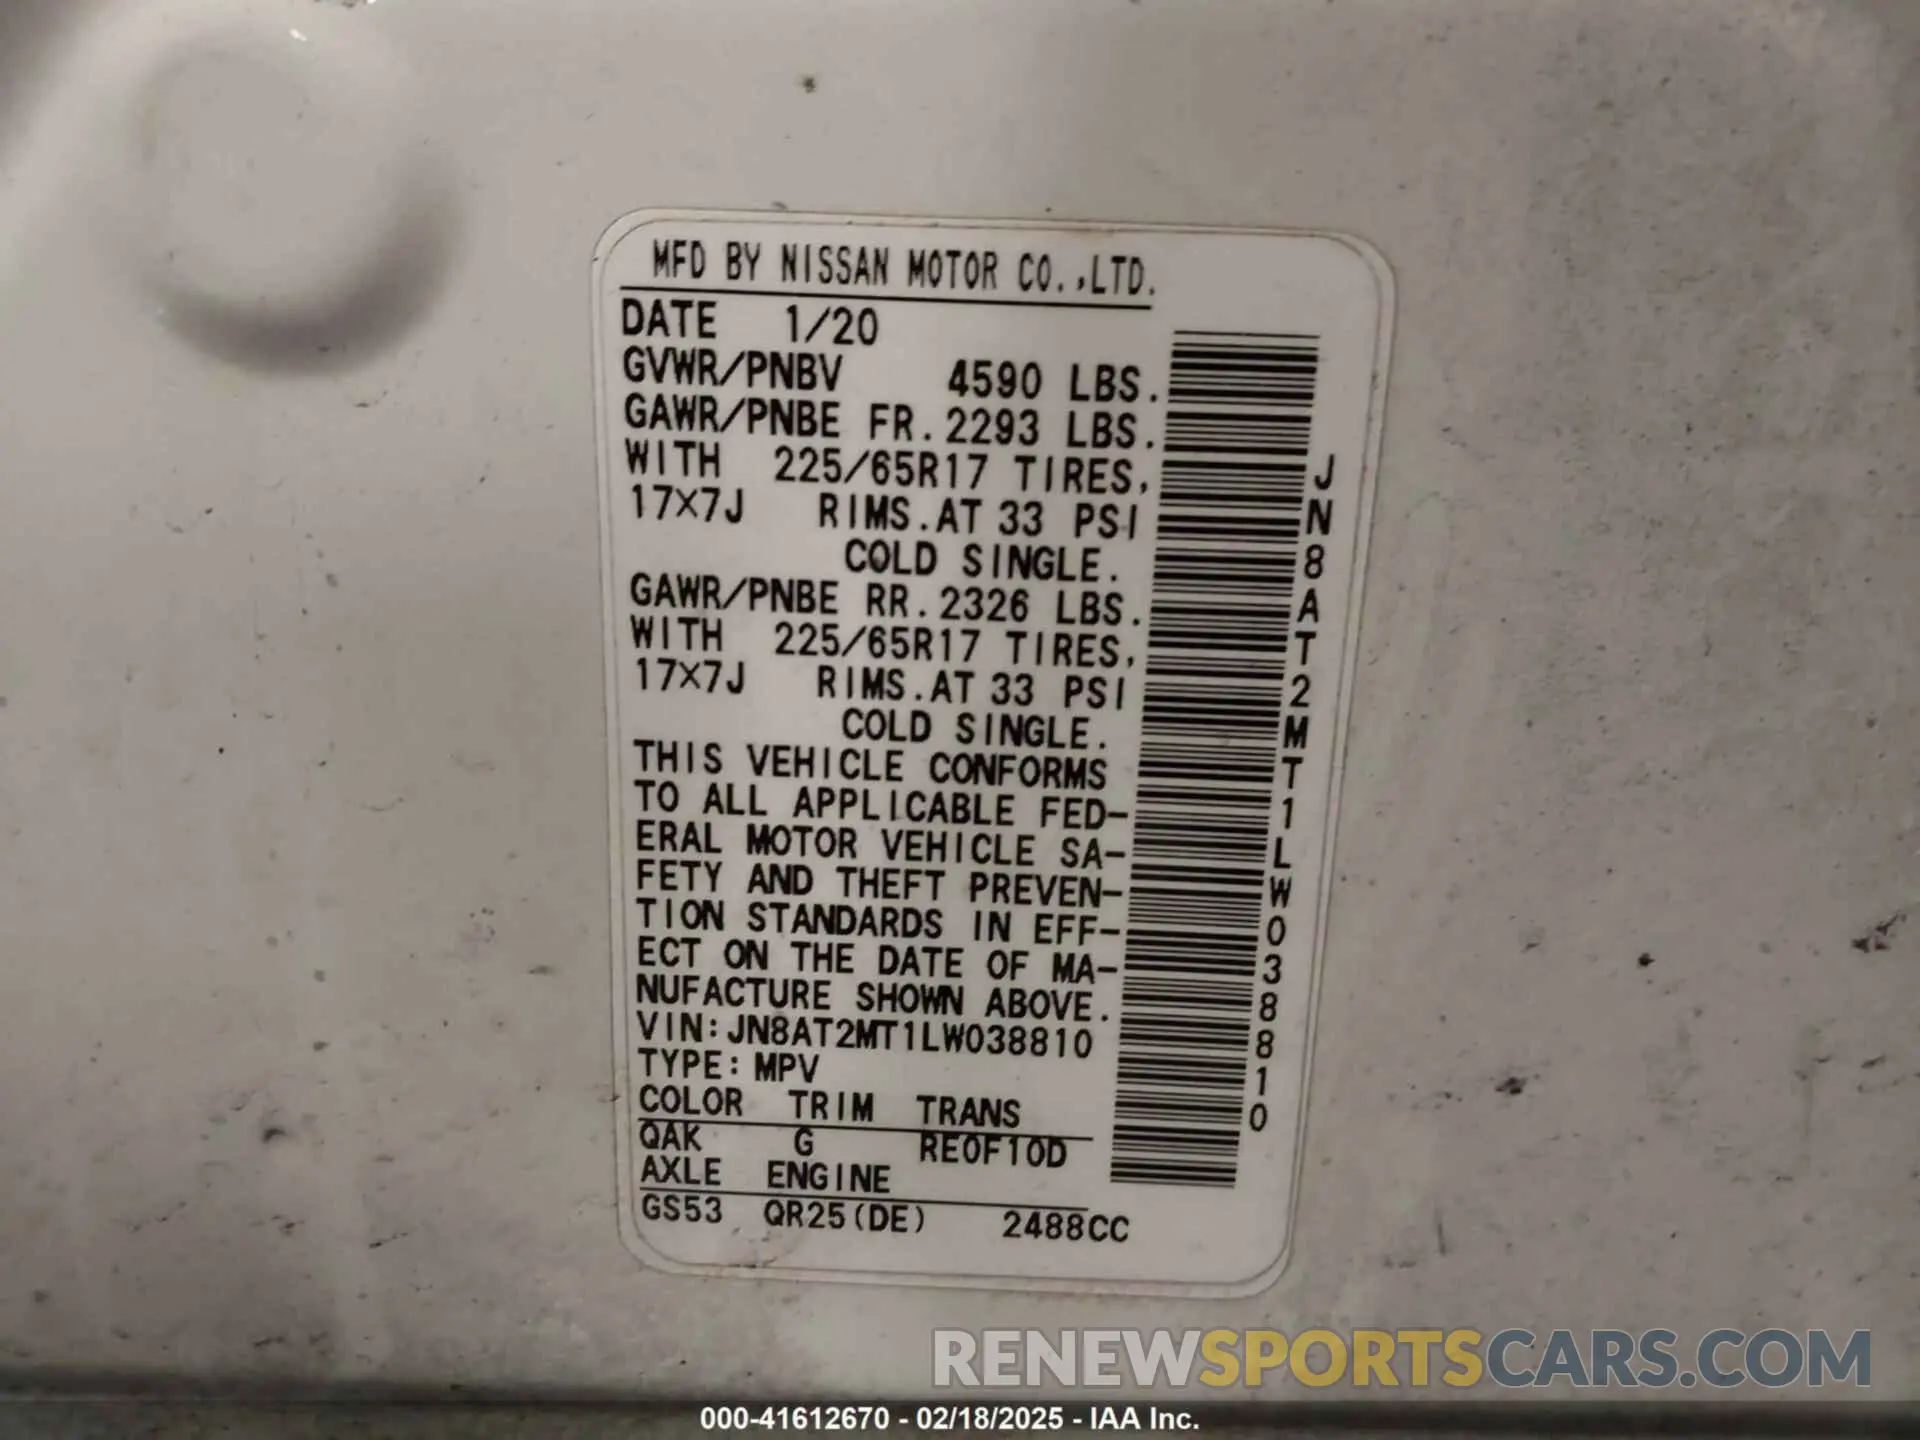 MFD BY NISSAN MOTOR CO.,LTD.
DATE 1/20
GVWR/PNBV 4590 LBS.
GAWR/PNBE FR.2293 LBS.
WITH 225/65R17 TIRES,
17X7J RIMS.AT 33 PSI
COLD SINGLE.
GAWR/PNBE RR.2326 LBS.
WITH 225/65R17 TIRES,
17X7J RIMS.AT 33 PSI
COLD SINGLE.
THIS VEHICLE CONFORMS
TO ALL APPLICABLE FED-
ERAL MOTOR VEHICLE SA-
FETY AND THEFT PREVEN-
TION STANDARDS IN EFF-
ECT ON THE DATE OF MA-
NUFACTURE SHOWN ABOVE.
VIN:JN8AT2MT1LW038810
TYPE:MPV
COLOR TRIM TRANS
QAK G RE0F10D
AXLE ENGINE
GS53 QR25(DE) 2488CC
JN8AT2MT1LW038810
RENEWSPORTSCARS.COM
000-41612670 - 02/18/2025 - IAA Inc.